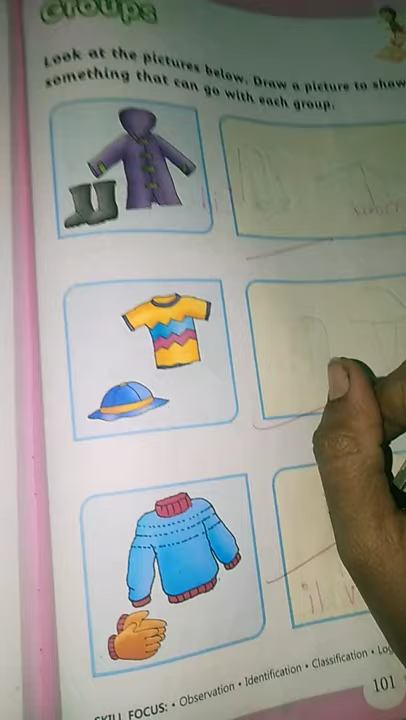 Groups
Look at the pictures below. Draw a picture to show
something that can go with each group.
SKILL FOCUS: • Observation • Identification • Classification • Log
101